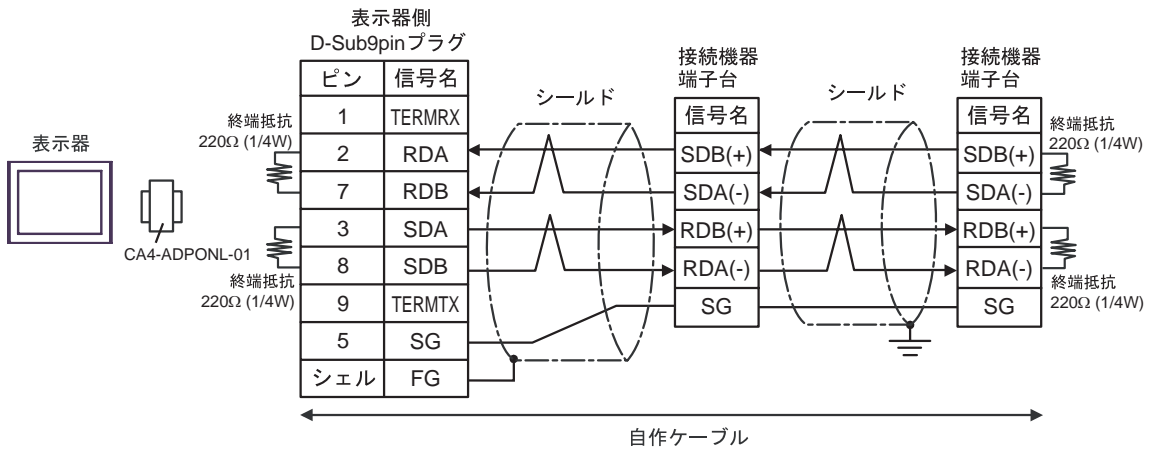 表示器
CA4-ADPONL-01
表示器側
D-Sub9pinプラグ
ピン 信号名
1 TERMRX
2 RDA
7 RDB
3 SDA
8 SDB
9 TERMTX
5 SG
シェル FG
終端抵抗
220Ω (1/4W)
終端抵抗
220Ω (1/4W)
シールド
接続機器
端子台
信号名
SDB(+)
SDA(-)
RDB(+)
RDA(-)
SG
シールド
接続機器
端子台
信号名
SDB(+)
SDA(-)
RDB(+)
RDA(-)
SG
終端抵抗
220Ω (1/4W)
終端抵抗
220Ω (1/4W)
自作ケーブル